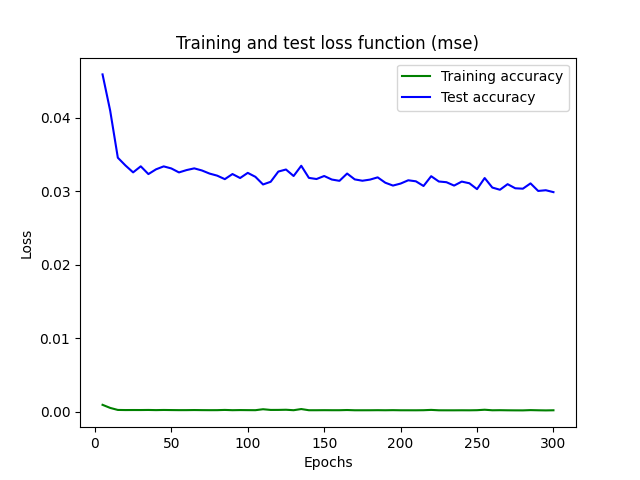 Training and test loss function (mse)
Training accuracy
Test accuracy
0.04
0.03
0.02
0.01
0.00
Loss
0
50
100
150
200
250
300
Epochs